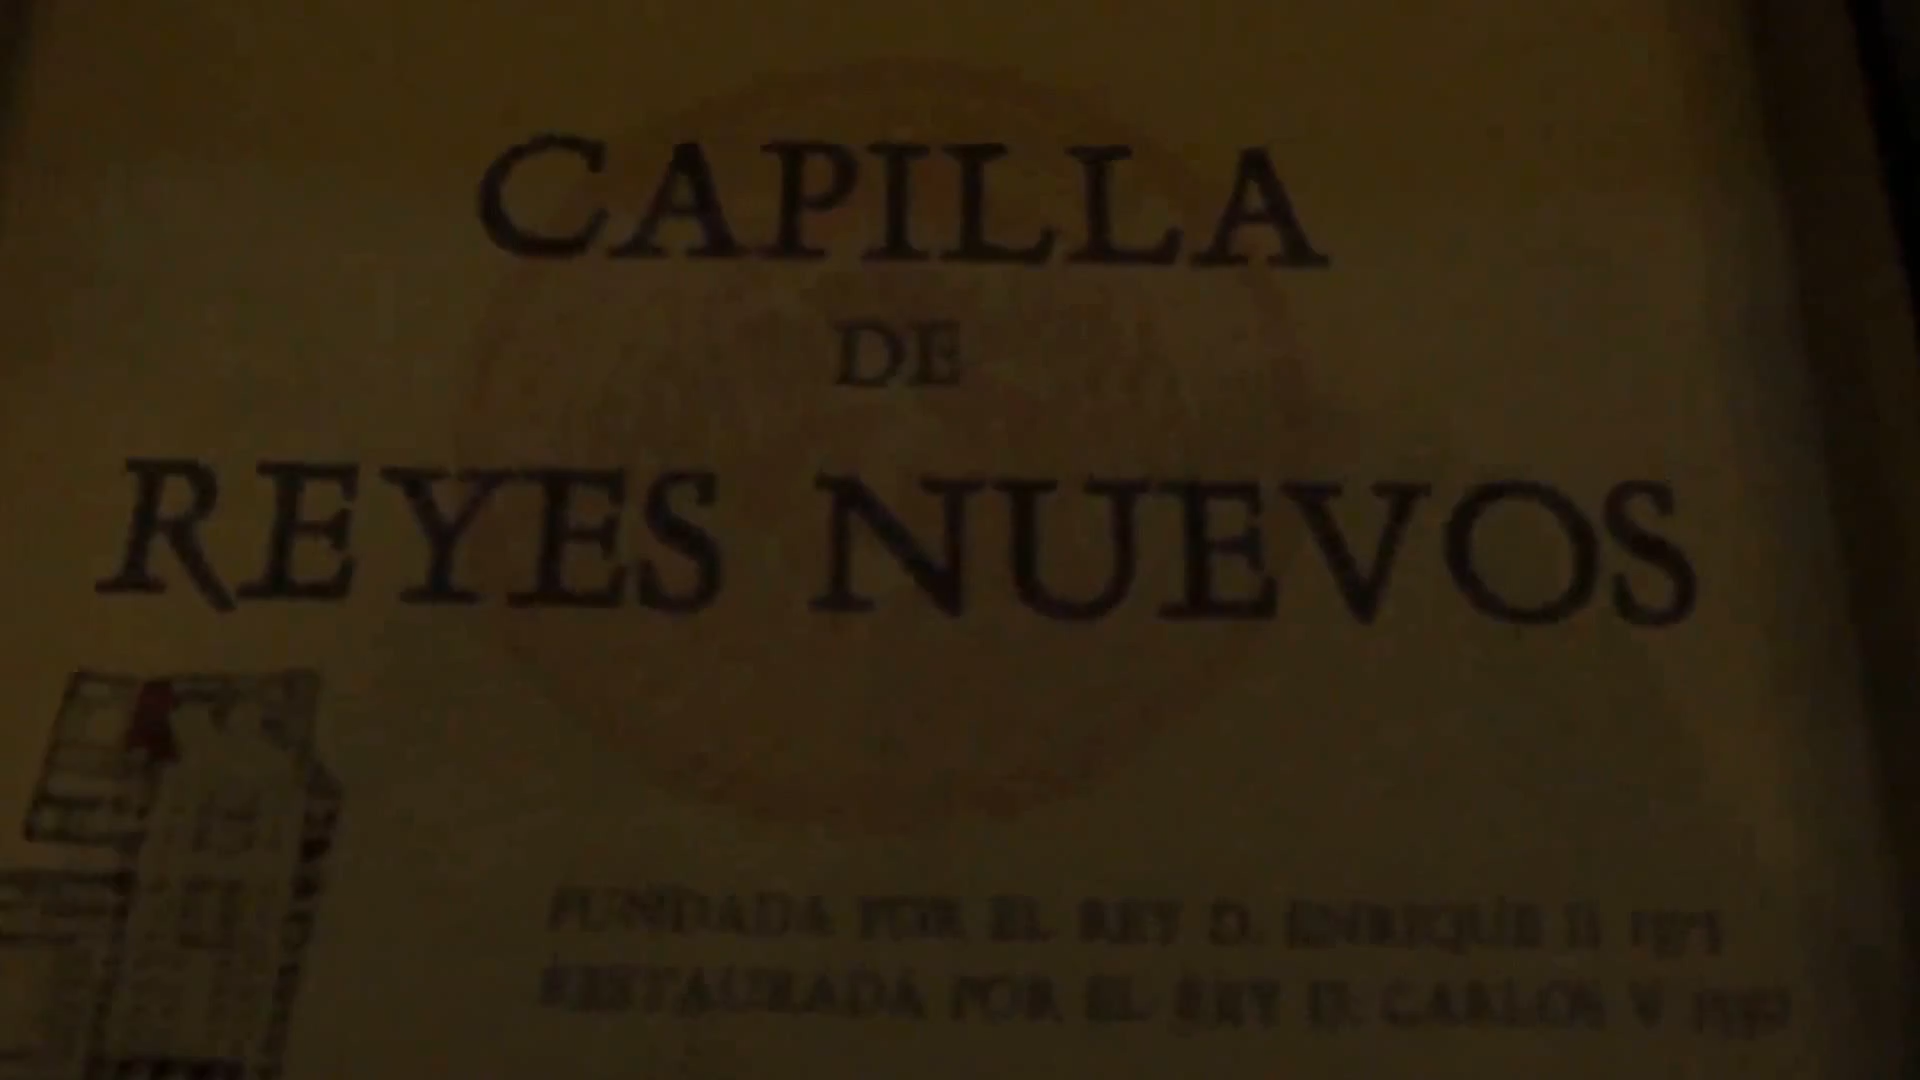 CAPILLA
DE
REYES NUEVOS
FUNDADA POR EL REY D. ENRIQUE II
RESTAURADA POR EL REY D. CARLOS V